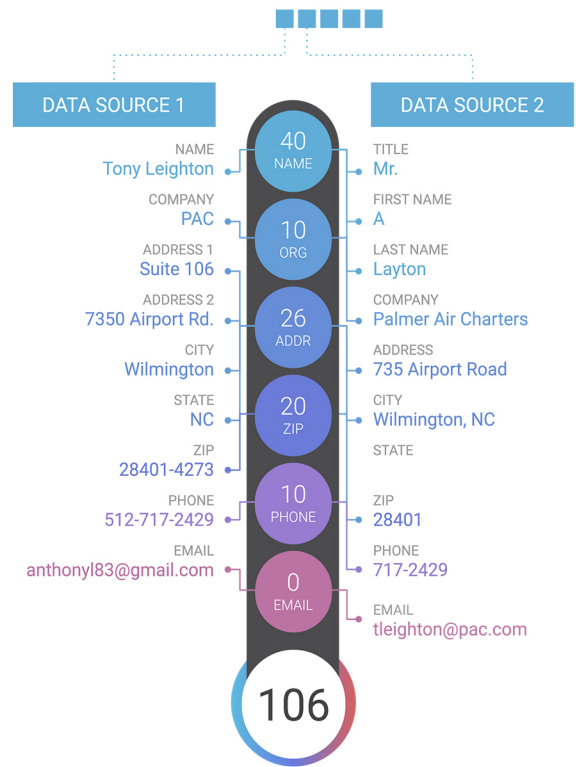 DATA SOURCE 1
DATA SOURCE 2
NAME
Tony Leighton
COMPANY
PAC
ADDRESS 1
Suite 106
ADDRESS 2
7350 Airport Rd.
CITY
Wilmington
STATE
NC
ZIP
28401-4273
PHONE
512-717-2429
EMAIL
anthonyl83@gmail.com
40
NAME
10
ORG
26
ADDR
20
ZIP
10
PHONE
0
EMAIL
106
TITLE
Mr.
FIRST NAME
A
LAST NAME
Layton
COMPANY
Palmer Air Charters
ADDRESS
735 Airport Road
CITY
Wilmington, NC
STATE
ZIP
28401
PHONE
717-2429
EMAIL
tleighton@pac.com